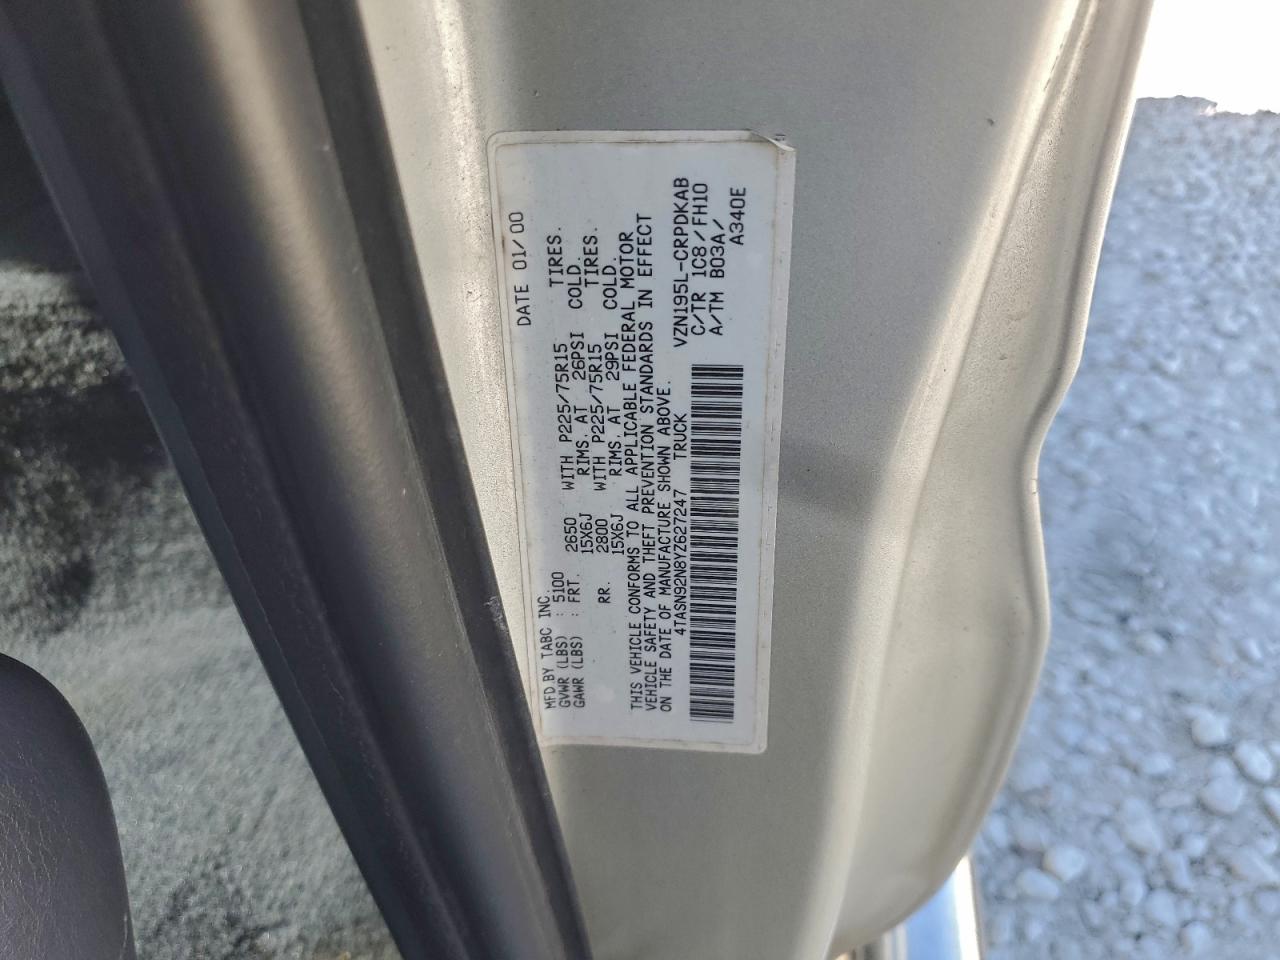 DATE 01/00
MFD.BY TABC INC.
GVWR (LBS) : 5100
GAWR (LBS) : FRT. 2650 WITH P225/75R15 TIRES.
15X6J RIMS. AT 26PSI COLD.
RR. 2800 WITH P225/75R15 TIRES.
15X6J RIMS. AT 29PSI COLD.
THIS VEHICLE CONFORMS TO ALL APPLICABLE FEDERAL MOTOR
VEHICLE SAFETY AND THEFT PREVENTION STANDARDS IN EFFECT
ON THE DATE OF MANUFACTURE SHOWN ABOVE.
4TASN92N8YZ627247 TRUCK
VZN195L-CRPDKAB
C/TR 1C8/FH10
A/TM B03A/
A340E